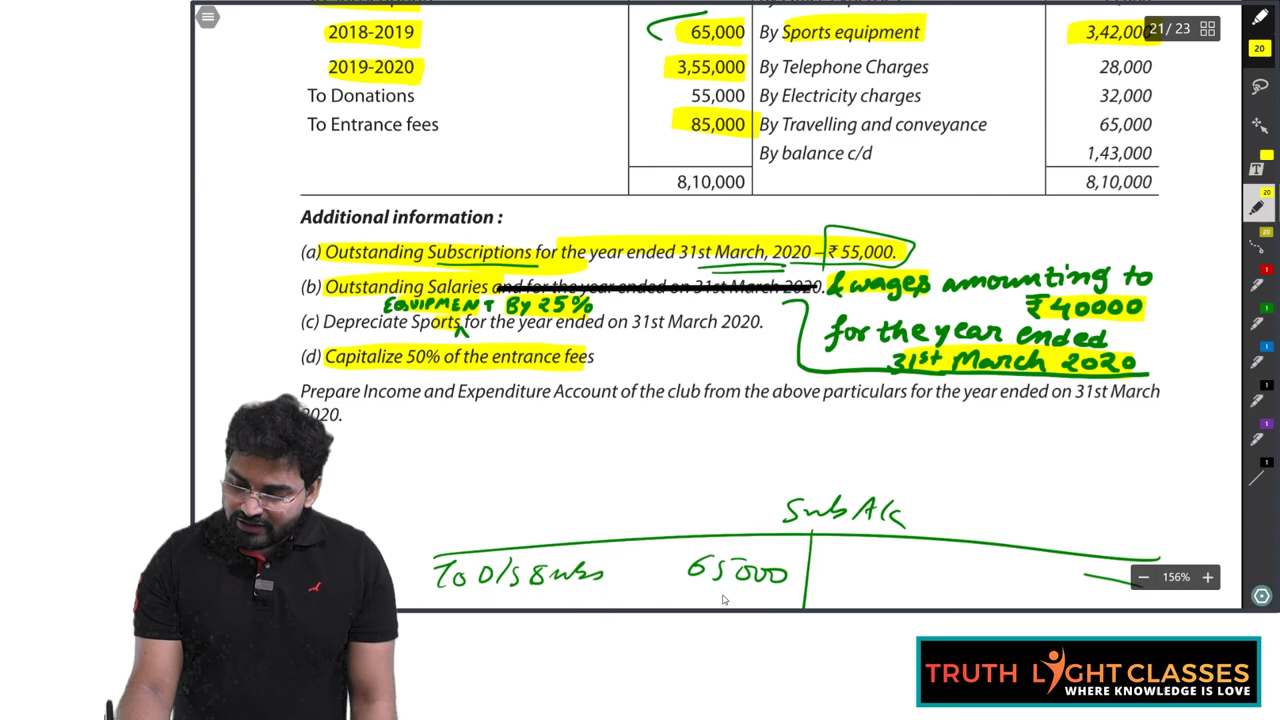 2018-2019 65,000 By Sports equipment 3,42,000
21 / 23
20
2019-2020 3,55,000 By Telephone Charges 28,000
To Donations 55,000 By Electricity charges 32,000
To Entrance fees 85,000 By Travelling and conveyance 65,000
By balance c/d 1,43,000
8,10,000 8,10,000
Additional information :
(a) Outstanding Subscriptions for the year ended 31st March, 2020 – ₹ 55,000.
(b) Outstanding Salaries and for the year ended on 31st March 2020. & wages amounting to
₹40000
EQUIPMENT By 25%
(c) Depreciate Sports for the year ended on 31st March 2020.
for the year ended
31st March 2020
(d) Capitalize 50% of the entrance fees
Prepare Income and Expenditure Account of the club from the above particulars for the year ended on 31st March
2020.
Sub A/c
To O/S Subs 65000
156%
TRUTH LIGHT CLASSES
WHERE KNOWLEDGE IS LOVE